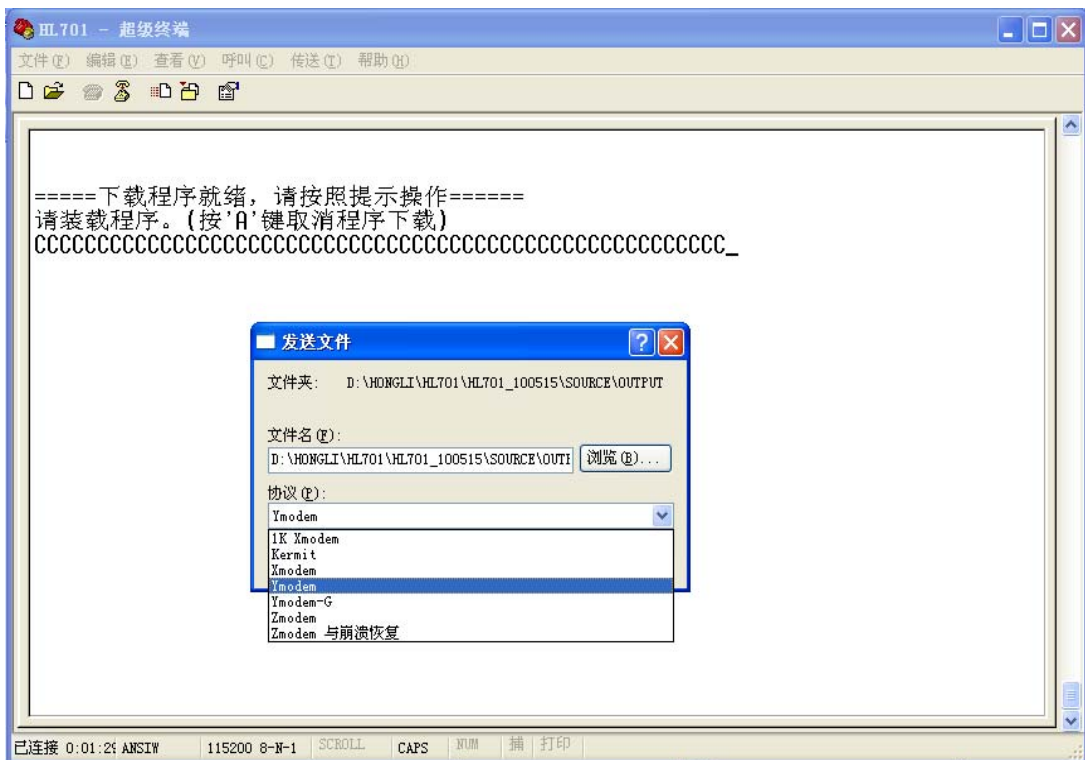 HL701 - 超级终端
文件(F) 编辑(E) 查看(V) 呼叫(C) 传送(T) 帮助(H)
=====下载程序就绪，请按照提示操作======
请装载程序。(按'A'键取消程序下载)
CCCCCCCCCCCCCCCCCCCCCCCCCCCCCCCCCCCCCCCCCCCCCCCCCCCCCCC_
发送文件
文件夹: D:\HONGLI\HL701\HL701_100515\SOURCE\OUTPUT
文件名(F):
D:\HONGLI\HL701\HL701_100515\SOURCE\OUTP 浏览(B)...
协议(P):
Ymodem
1K Xmodem
Kermit
Xmodem
Ymodem
Ymodem-G
Zmodem
Zmodem 与崩溃恢复
已连接 0:01:29 ANSIW 115200 8-N-1 SCROLL CAPS NUM 捕 打印